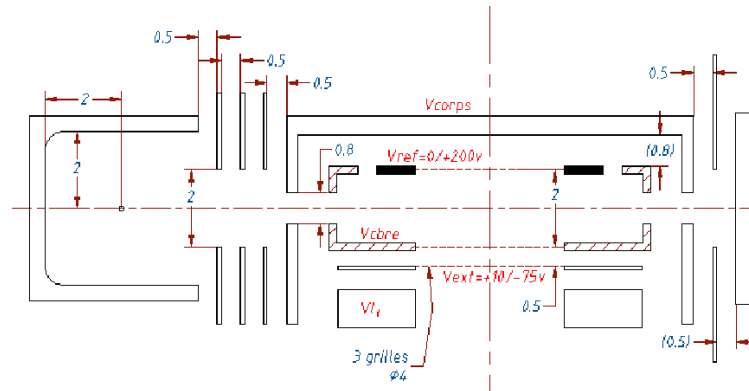 0.5
0.5
0.5
0.5
2
Vcorps
0.8
Vref=0/+200v
(0.8)
2
2
2
Vcbre
Vext=+10/-75v
Vl
0.5
(0.5)
3 grilles
φ4